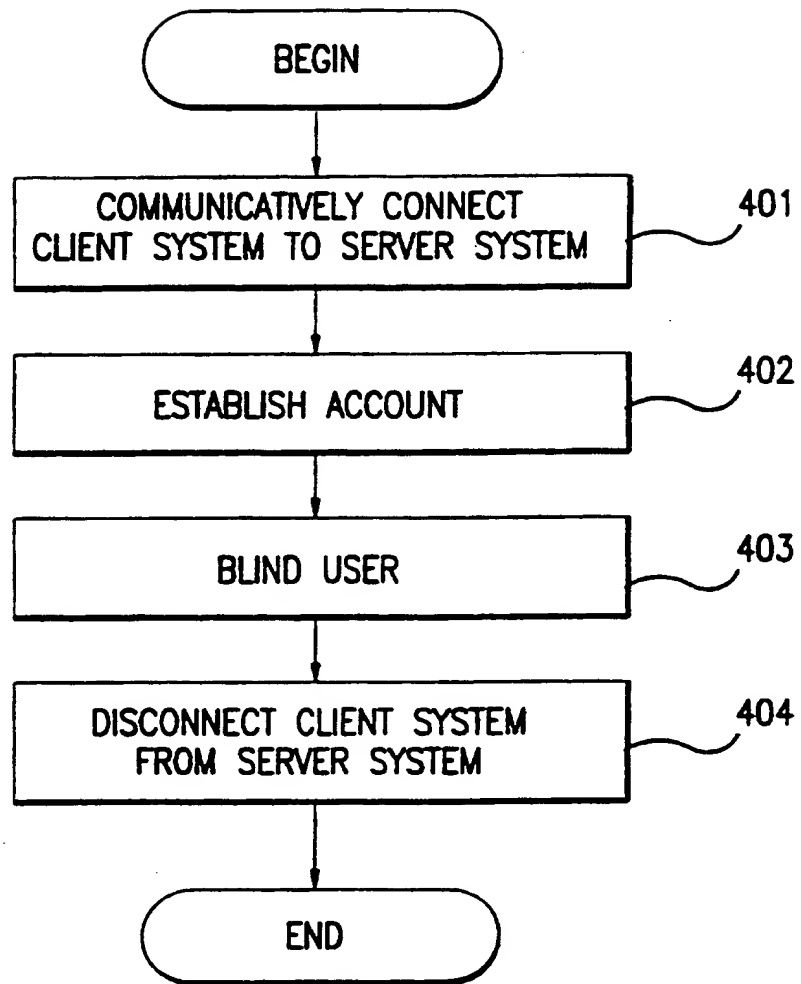 BEGIN
COMMUNICATIVELY CONNECT
CLIENT SYSTEM TO SERVER SYSTEM
401
ESTABLISH ACCOUNT
402
BLIND USER
403
DISCONNECT CLIENT SYSTEM
FROM SERVER SYSTEM
404
END